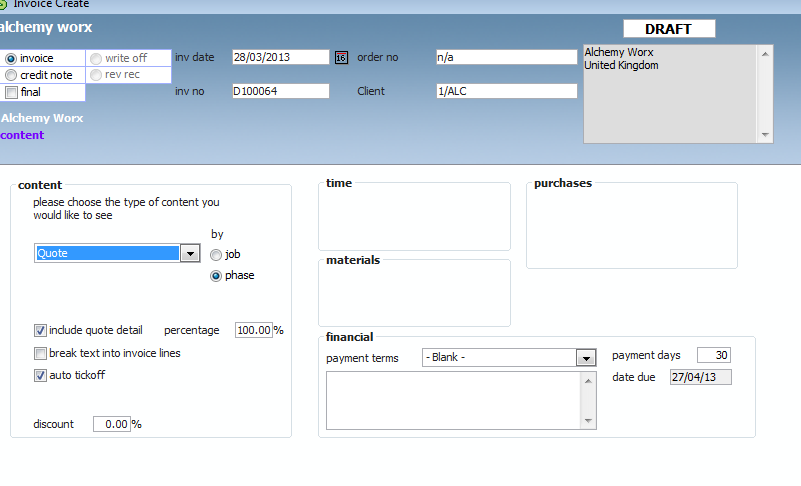 Invoice Create
alchemy worx
DRAFT
invoice
write off
inv date
28/03/2013
16
order no
n/a
Alchemy Worx
United Kingdom
credit note
rev rec
final
inv no
D100064
Client
1/ALC
Alchemy Worx
content
content
please choose the type of content you
would like to see
by
Quote
job
phase
include quote detail
percentage
100.00 %
break text into invoice lines
auto tickoff
discount
0.00 %
time
materials
purchases
financial
payment terms
- Blank -
payment days
30
date due
27/04/13